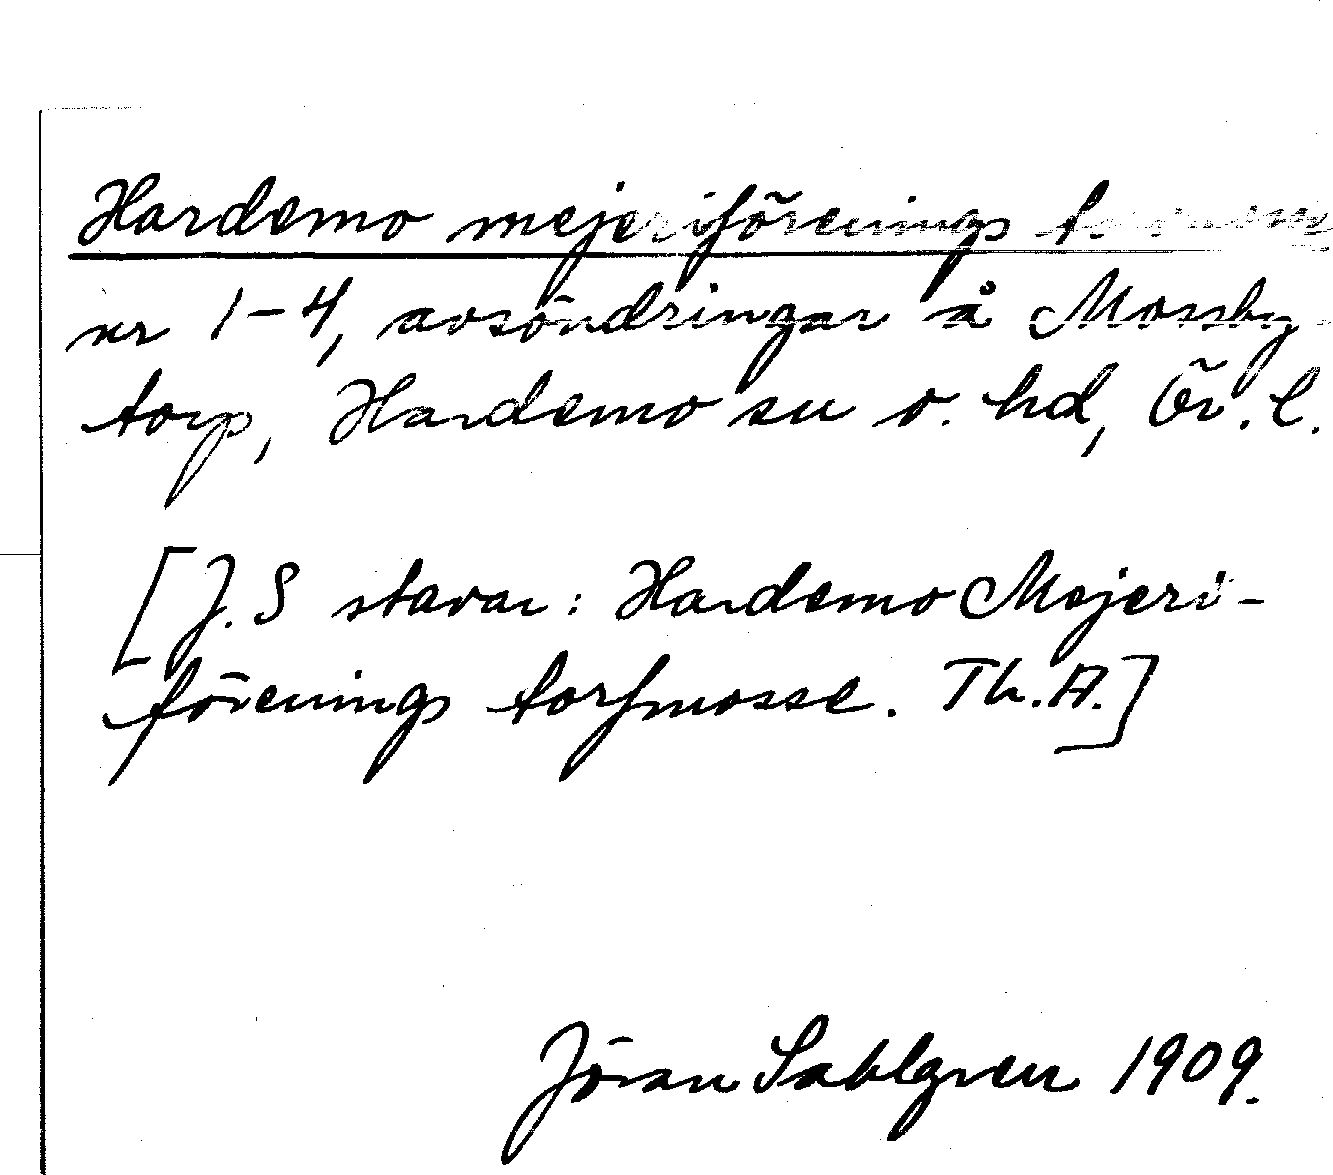 Hardemo mejeriförenings
nr 1-4, avsöndringar å Mossby-
torp, Hardemo sn o. hd, Ör. l.
[J. S stavar: Hardemo Mejeri-
förenings torfmosse. Th. A.]
Jöran Sahlgren 1909.